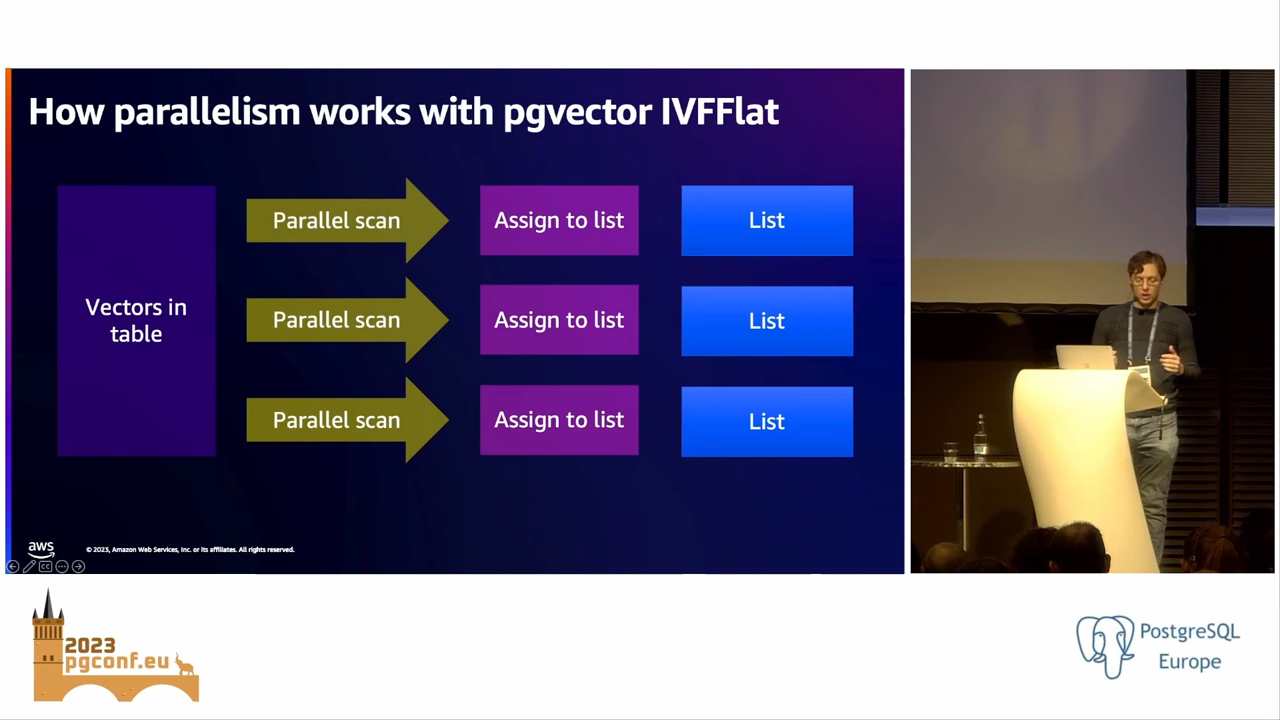 How parallelism works with pgvector IVFFlat
Vectors in
table
Parallel scan
Assign to list
List
Parallel scan
Assign to list
List
Parallel scan
Assign to list
List
aws
© 2023, Amazon Web Services, Inc. or its affiliates. All rights reserved.
CC
2023
pgconf.eu
PostgreSQL
Europe